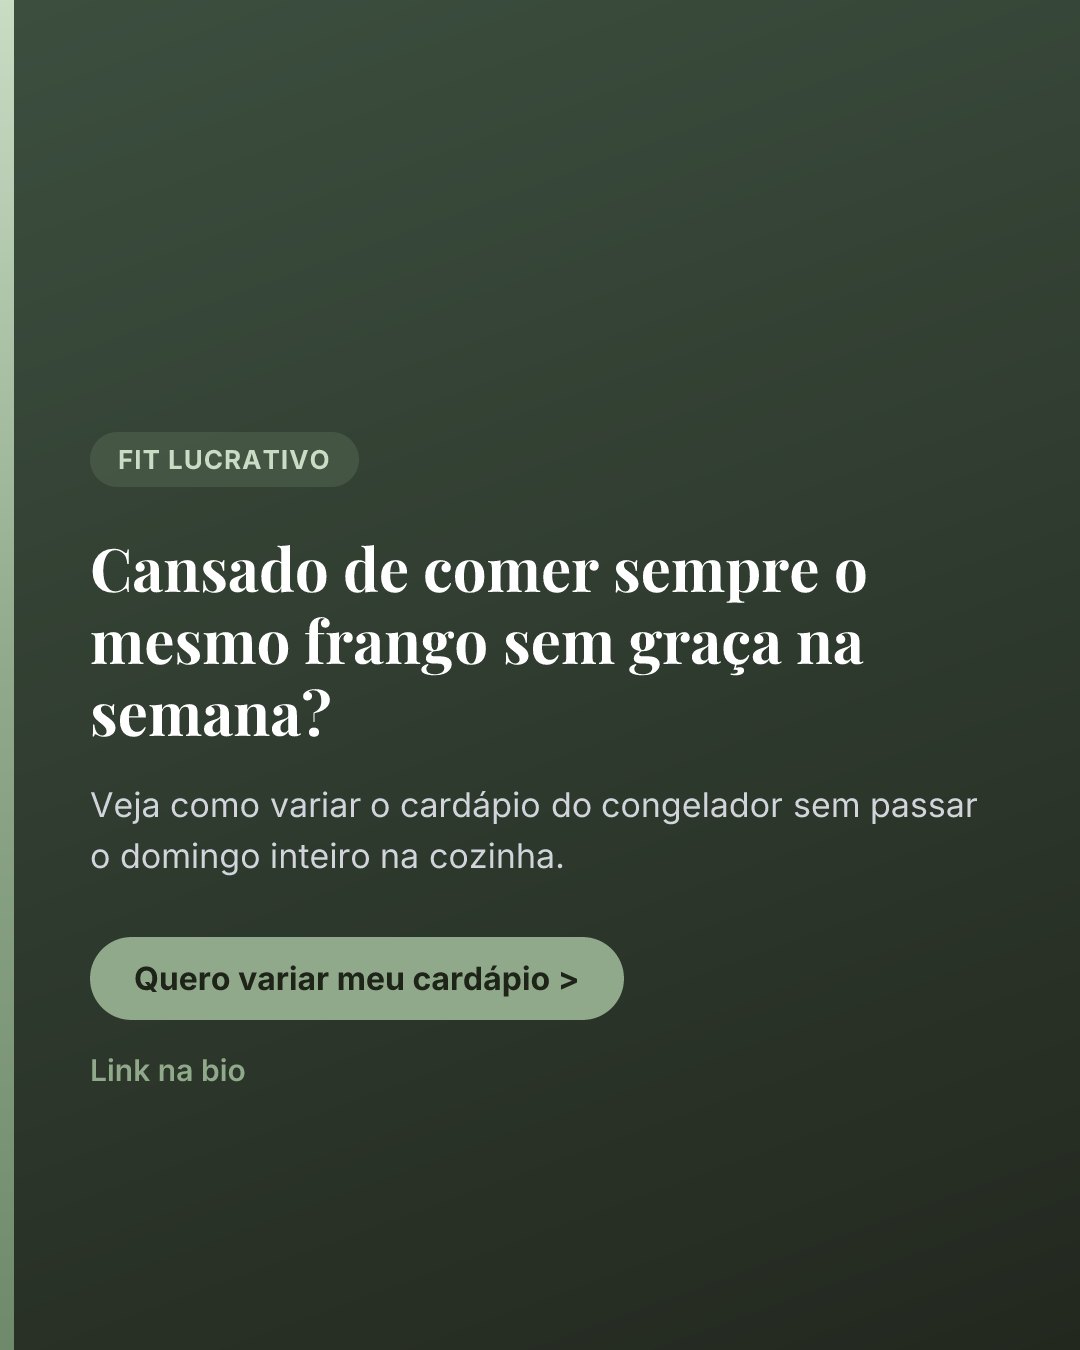 FIT LUCRATIVO
Cansado de comer sempre o
mesmo frango sem graça na
semana?
Veja como variar o cardápio do congelador sem passar
o domingo inteiro na cozinha.
Quero variar meu cardápio >
Link na bio